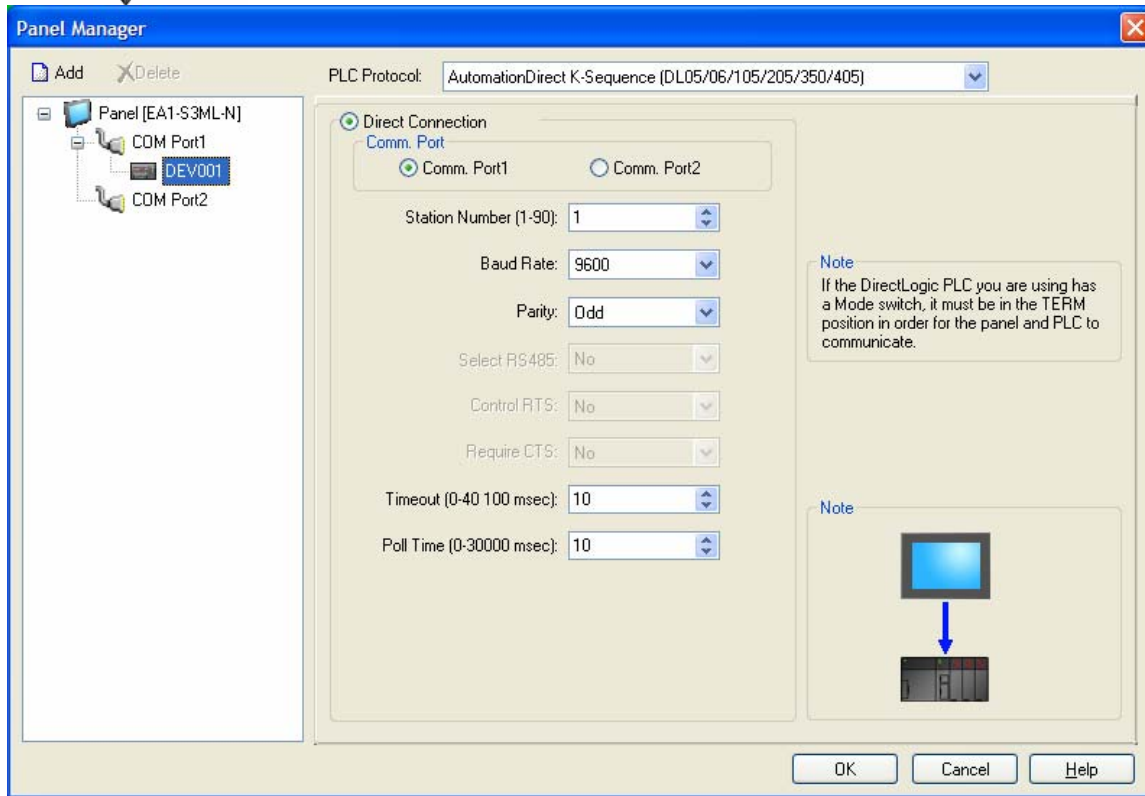 Panel Manager
Add Delete
PLC Protocol: AutomationDirect K-Sequence (DL05/06/105/205/350/405)
Panel [EA1-S3ML-N]
COM Port1
DEV001
COM Port2
Direct Connection
Comm. Port
Comm. Port1 Comm. Port2
Station Number (1-90): 1
Baud Rate: 9600
Parity: Odd
Select RS485: No
Control RTS: No
Require CTS: No
Timeout (0-40 100 msec): 10
Poll Time (0-30000 msec): 10
Note
If the DirectLogic PLC you are using has
a Mode switch, it must be in the TERM
position in order for the panel and PLC to
communicate.
Note
OK Cancel Help